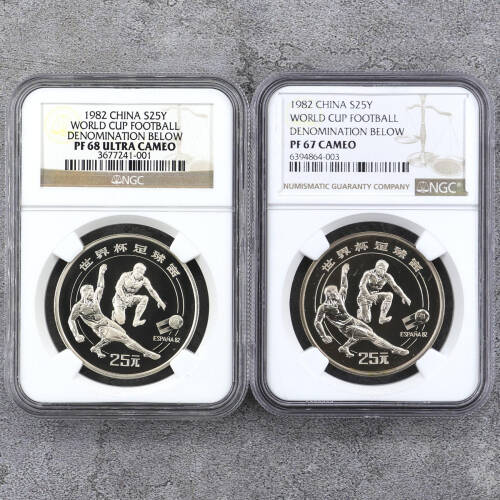 1982 CHINA S25Y
WORLD CUP FOOTBALL
DENOMINATION BELOW
PF 68 ULTRA CAMEO
3677241-001
NGC
世界杯足球赛
ESPAÑA 82
25元
1982 CHINA S25Y
WORLD CUP FOOTBALL
DENOMINATION BELOW
PF 67 CAMEO
6394864-003
NUMISMATIC GUARANTY COMPANY
NGC
世界杯足球赛
ESPAÑA 82
25元